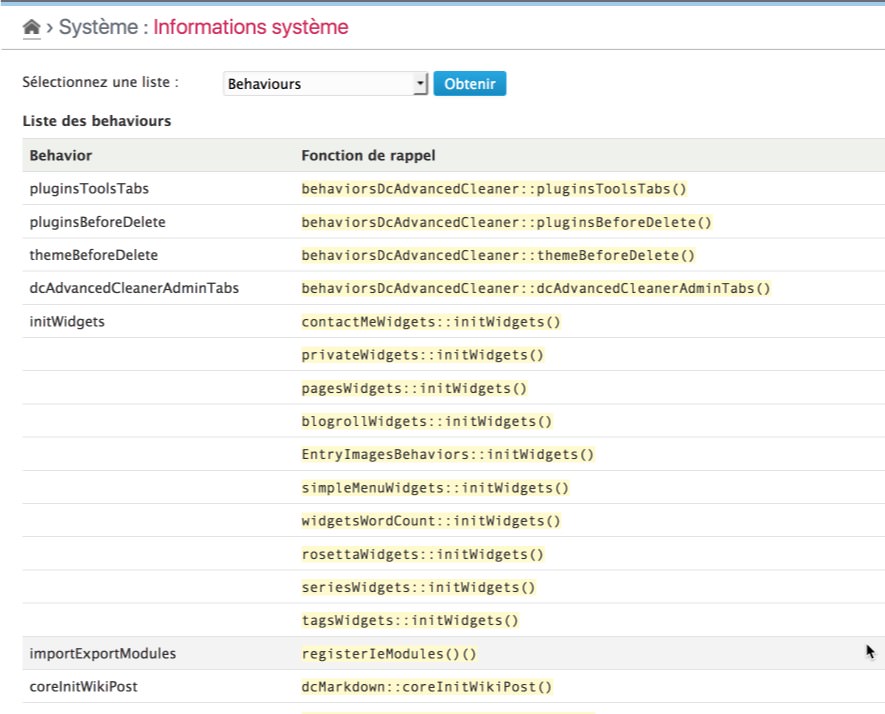 › Système : Informations système
Sélectionnez une liste : Behaviours Obtenir
Liste des behaviours
Behavior Fonction de rappel
pluginsToolsTabs behaviorsDcAdvancedCleaner::pluginsToolsTabs()
pluginsBeforeDelete behaviorsDcAdvancedCleaner::pluginsBeforeDelete()
themeBeforeDelete behaviorsDcAdvancedCleaner::themeBeforeDelete()
dcAdvancedCleanerAdminTabs behaviorsDcAdvancedCleaner::dcAdvancedCleanerAdminTabs()
initWidgets contactMeWidgets::initWidgets()
privateWidgets::initWidgets()
pagesWidgets::initWidgets()
blogrollWidgets::initWidgets()
EntryImagesBehaviors::initWidgets()
simpleMenuWidgets::initWidgets()
widgetsWordCount::initWidgets()
rosettaWidgets::initWidgets()
seriesWidgets::initWidgets()
tagsWidgets::initWidgets()
importExportModules registerIeModules()()
coreInitWikiPost dcMarkdown::coreInitWikiPost()